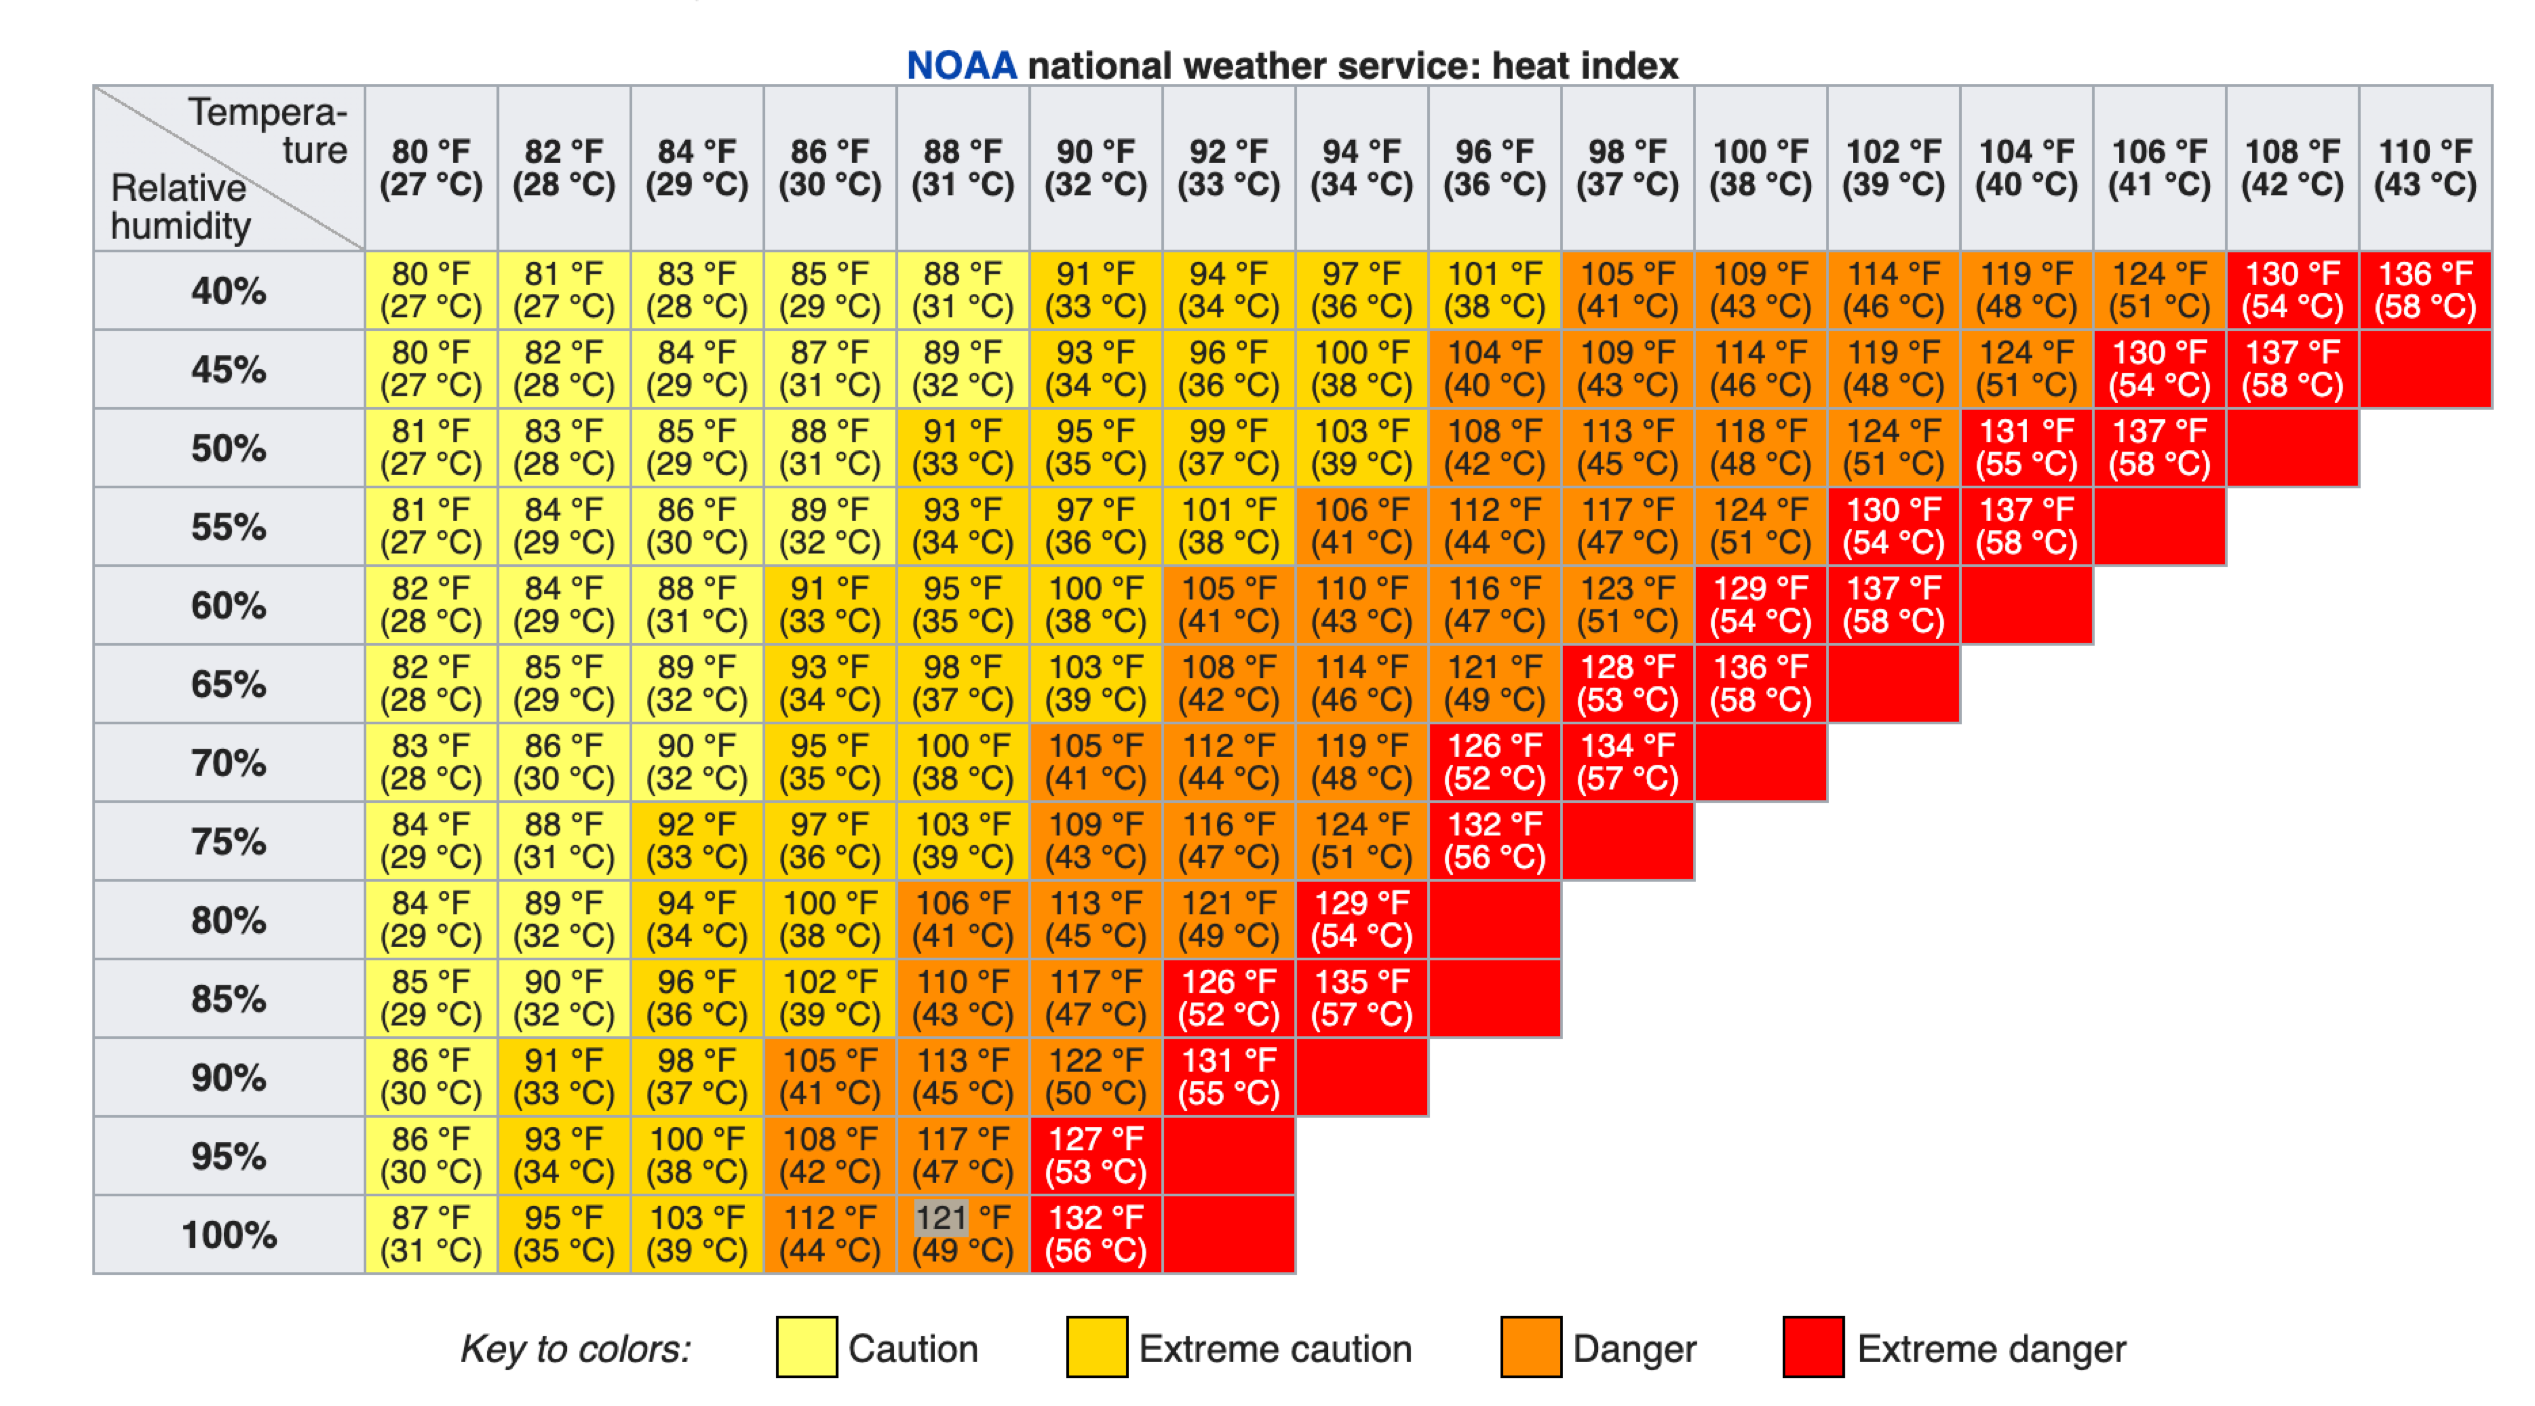 NOAA national weather service: heat index
Tempera-
ture
Relative
humidity
80 °F 82 °F 84 °F 86 °F 88 °F 90 °F 92 °F 94 °F 96 °F 98 °F 100 °F 102 °F 104 °F 106 °F 108 °F 110 °F
(27 °C) (28 °C) (29 °C) (30 °C) (31 °C) (32 °C) (33 °C) (34 °C) (36 °C) (37 °C) (38 °C) (39 °C) (40 °C) (41 °C) (42 °C) (43 °C)
40%
80 °F 81 °F 83 °F 85 °F 88 °F 91 °F 94 °F 97 °F 101 °F 105 °F 109 °F 114 °F 119 °F 124 °F 130 °F 136 °F
(27 °C) (27 °C) (28 °C) (29 °C) (31 °C) (33 °C) (34 °C) (36 °C) (38 °C) (41 °C) (43 °C) (46 °C) (48 °C) (51 °C) (54 °C) (58 °C)
45%
80 °F 82 °F 84 °F 87 °F 89 °F 93 °F 96 °F 100 °F 104 °F 109 °F 114 °F 119 °F 124 °F 130 °F 137 °F
(27 °C) (28 °C) (29 °C) (31 °C) (32 °C) (34 °C) (36 °C) (38 °C) (40 °C) (43 °C) (46 °C) (48 °C) (51 °C) (54 °C) (58 °C)
50%
81 °F 83 °F 85 °F 88 °F 91 °F 95 °F 99 °F 103 °F 108 °F 113 °F 118 °F 124 °F 131 °F 137 °F
(27 °C) (28 °C) (29 °C) (31 °C) (33 °C) (35 °C) (37 °C) (39 °C) (42 °C) (45 °C) (48 °C) (51 °C) (55 °C) (58 °C)
55%
81 °F 84 °F 86 °F 89 °F 93 °F 97 °F 101 °F 106 °F 112 °F 117 °F 124 °F 130 °F 137 °F
(27 °C) (29 °C) (30 °C) (32 °C) (34 °C) (36 °C) (38 °C) (41 °C) (44 °C) (47 °C) (51 °C) (54 °C) (58 °C)
60%
82 °F 84 °F 88 °F 91 °F 95 °F 100 °F 105 °F 110 °F 116 °F 123 °F 129 °F 137 °F
(28 °C) (29 °C) (31 °C) (33 °C) (35 °C) (38 °C) (41 °C) (43 °C) (47 °C) (51 °C) (54 °C) (58 °C)
65%
82 °F 85 °F 89 °F 93 °F 98 °F 103 °F 108 °F 114 °F 121 °F 128 °F 136 °F
(28 °C) (29 °C) (32 °C) (34 °C) (37 °C) (39 °C) (42 °C) (46 °C) (49 °C) (53 °C) (58 °C)
70%
83 °F 86 °F 90 °F 95 °F 100 °F 105 °F 112 °F 119 °F 126 °F 134 °F
(28 °C) (30 °C) (32 °C) (35 °C) (38 °C) (41 °C) (44 °C) (48 °C) (52 °C) (57 °C)
75%
84 °F 88 °F 92 °F 97 °F 103 °F 109 °F 116 °F 124 °F 132 °F
(29 °C) (31 °C) (33 °C) (36 °C) (39 °C) (43 °C) (47 °C) (51 °C) (56 °C)
80%
84 °F 89 °F 94 °F 100 °F 106 °F 113 °F 121 °F 129 °F
(29 °C) (32 °C) (34 °C) (38 °C) (41 °C) (45 °C) (49 °C) (54 °C)
85%
85 °F 90 °F 96 °F 102 °F 110 °F 117 °F 126 °F 135 °F
(29 °C) (32 °C) (36 °C) (39 °C) (43 °C) (47 °C) (52 °C) (57 °C)
90%
86 °F 91 °F 98 °F 105 °F 113 °F 122 °F 131 °F
(30 °C) (33 °C) (37 °C) (41 °C) (45 °C) (50 °C) (55 °C)
95%
86 °F 93 °F 100 °F 108 °F 117 °F 127 °F
(30 °C) (34 °C) (38 °C) (42 °C) (47 °C) (53 °C)
100%
87 °F 95 °F 103 °F 112 °F 121 °F 132 °F
(31 °C) (35 °C) (39 °C) (44 °C) (49 °C) (56 °C)
Key to colors: Caution Extreme caution Danger Extreme danger